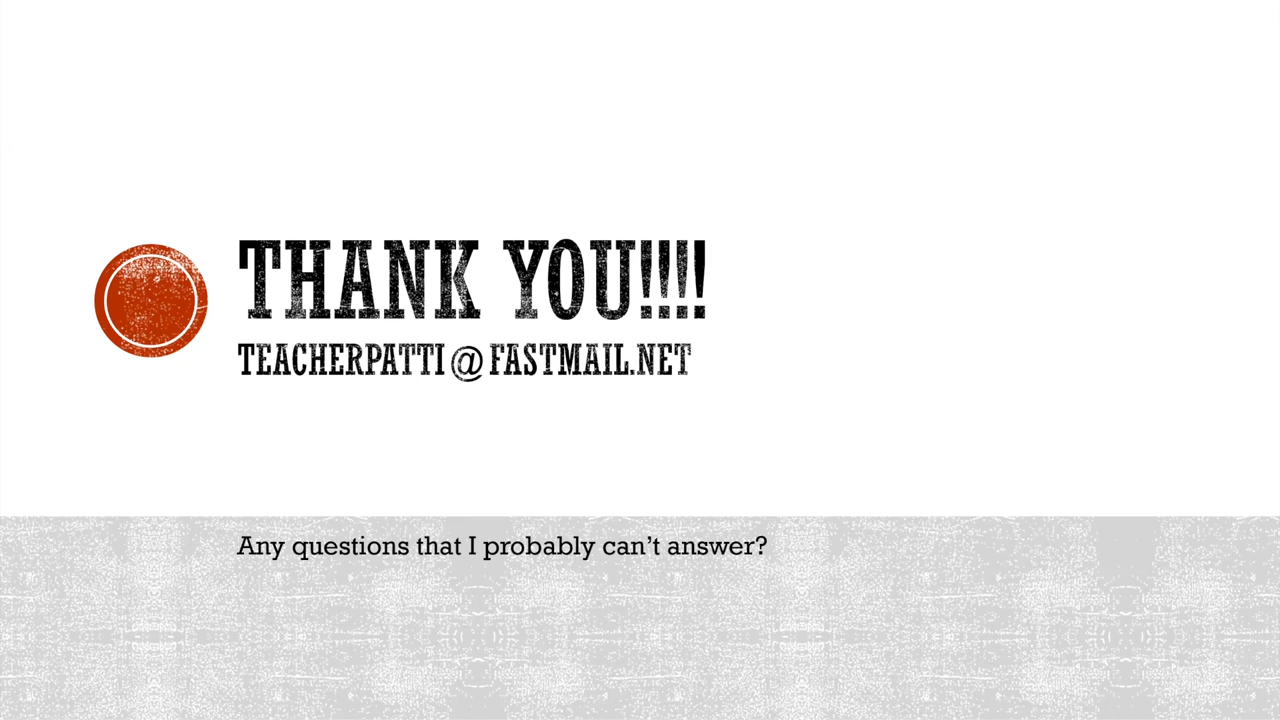 THANK YOU!!!!
TEACHERPATTI@FASTMAIL.NET
Any questions that I probably can’t answer?